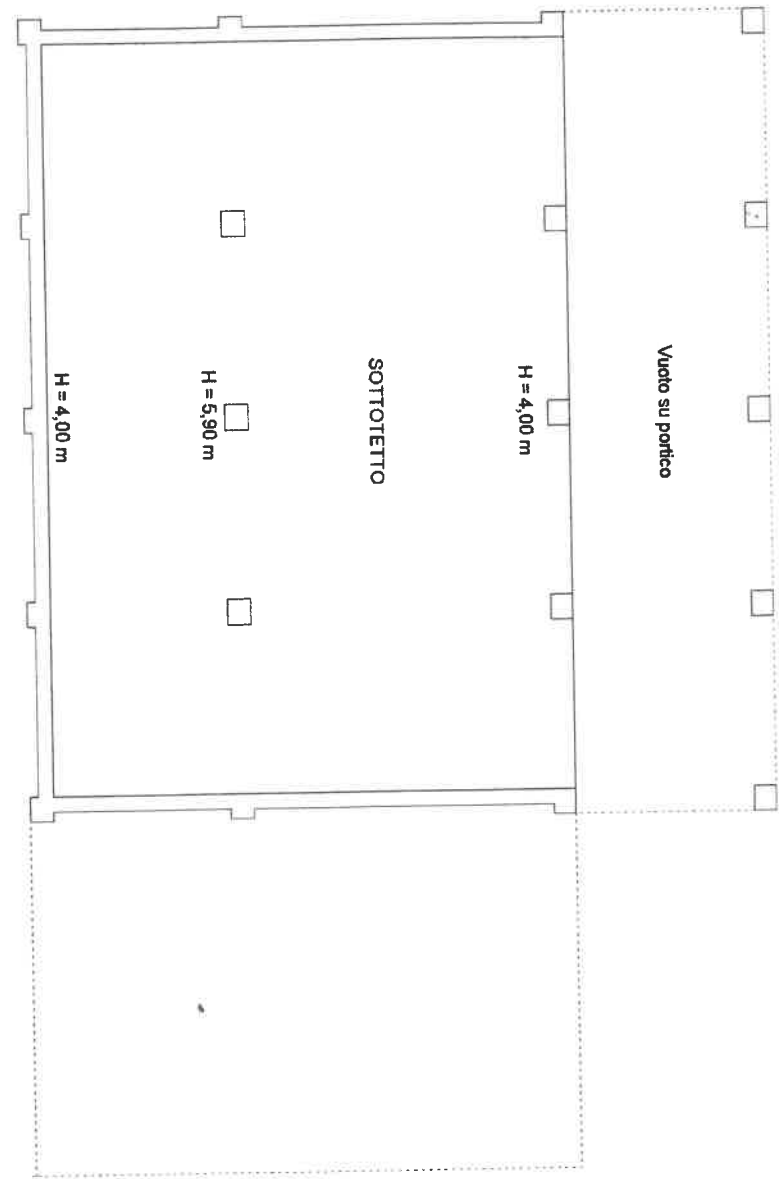 Vuoto su portico
H = 4,00 m
SOTTOTETTO
H = 5,90 m
H = 4,00 m